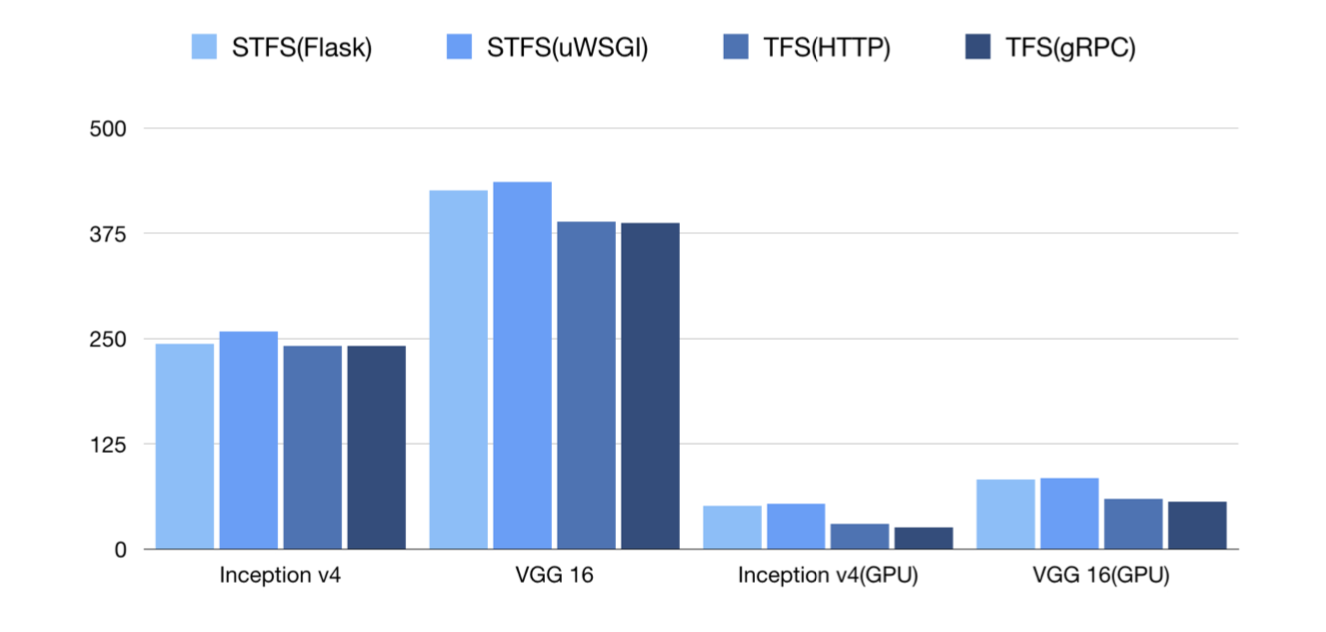 STFS(Flask) STFS(uWSGI) TFS(HTTP) TFS(gRPC)
500
375
250
125
0
Inception v4 VGG 16 Inception v4(GPU) VGG 16(GPU)